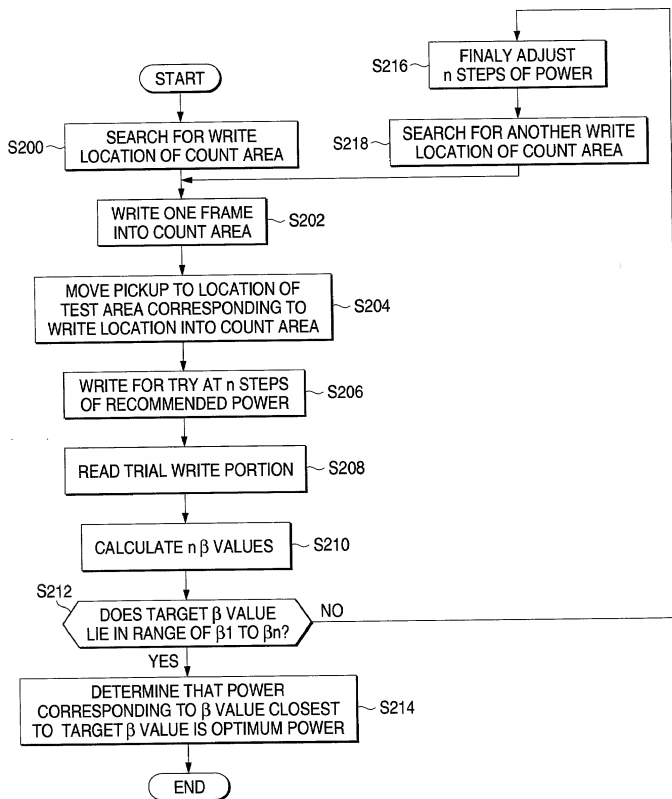 START
S200
SEARCH FOR WRITE
LOCATION OF COUNT AREA
S216
FINALY ADJUST
n STEPS OF POWER
S218
SEARCH FOR ANOTHER WRITE
LOCATION OF COUNT AREA
WRITE ONE FRAME
INTO COUNT AREA
S202
MOVE PICKUP TO LOCATION OF
TEST AREA CORRESPONDING TO
WRITE LOCATION INTO COUNT AREA
S204
WRITE FOR TRY AT n STEPS
OF RECOMMENDED POWER
S206
READ TRIAL WRITE PORTION
S208
CALCULATE n β VALUES
S210
S212
DOES TARGET β VALUE
LIE IN RANGE OF β1 TO βn?
NO
YES
DETERMINE THAT POWER
CORRESPONDING TO β VALUE CLOSEST
TO TARGET β VALUE IS OPTIMUM POWER
S214
END